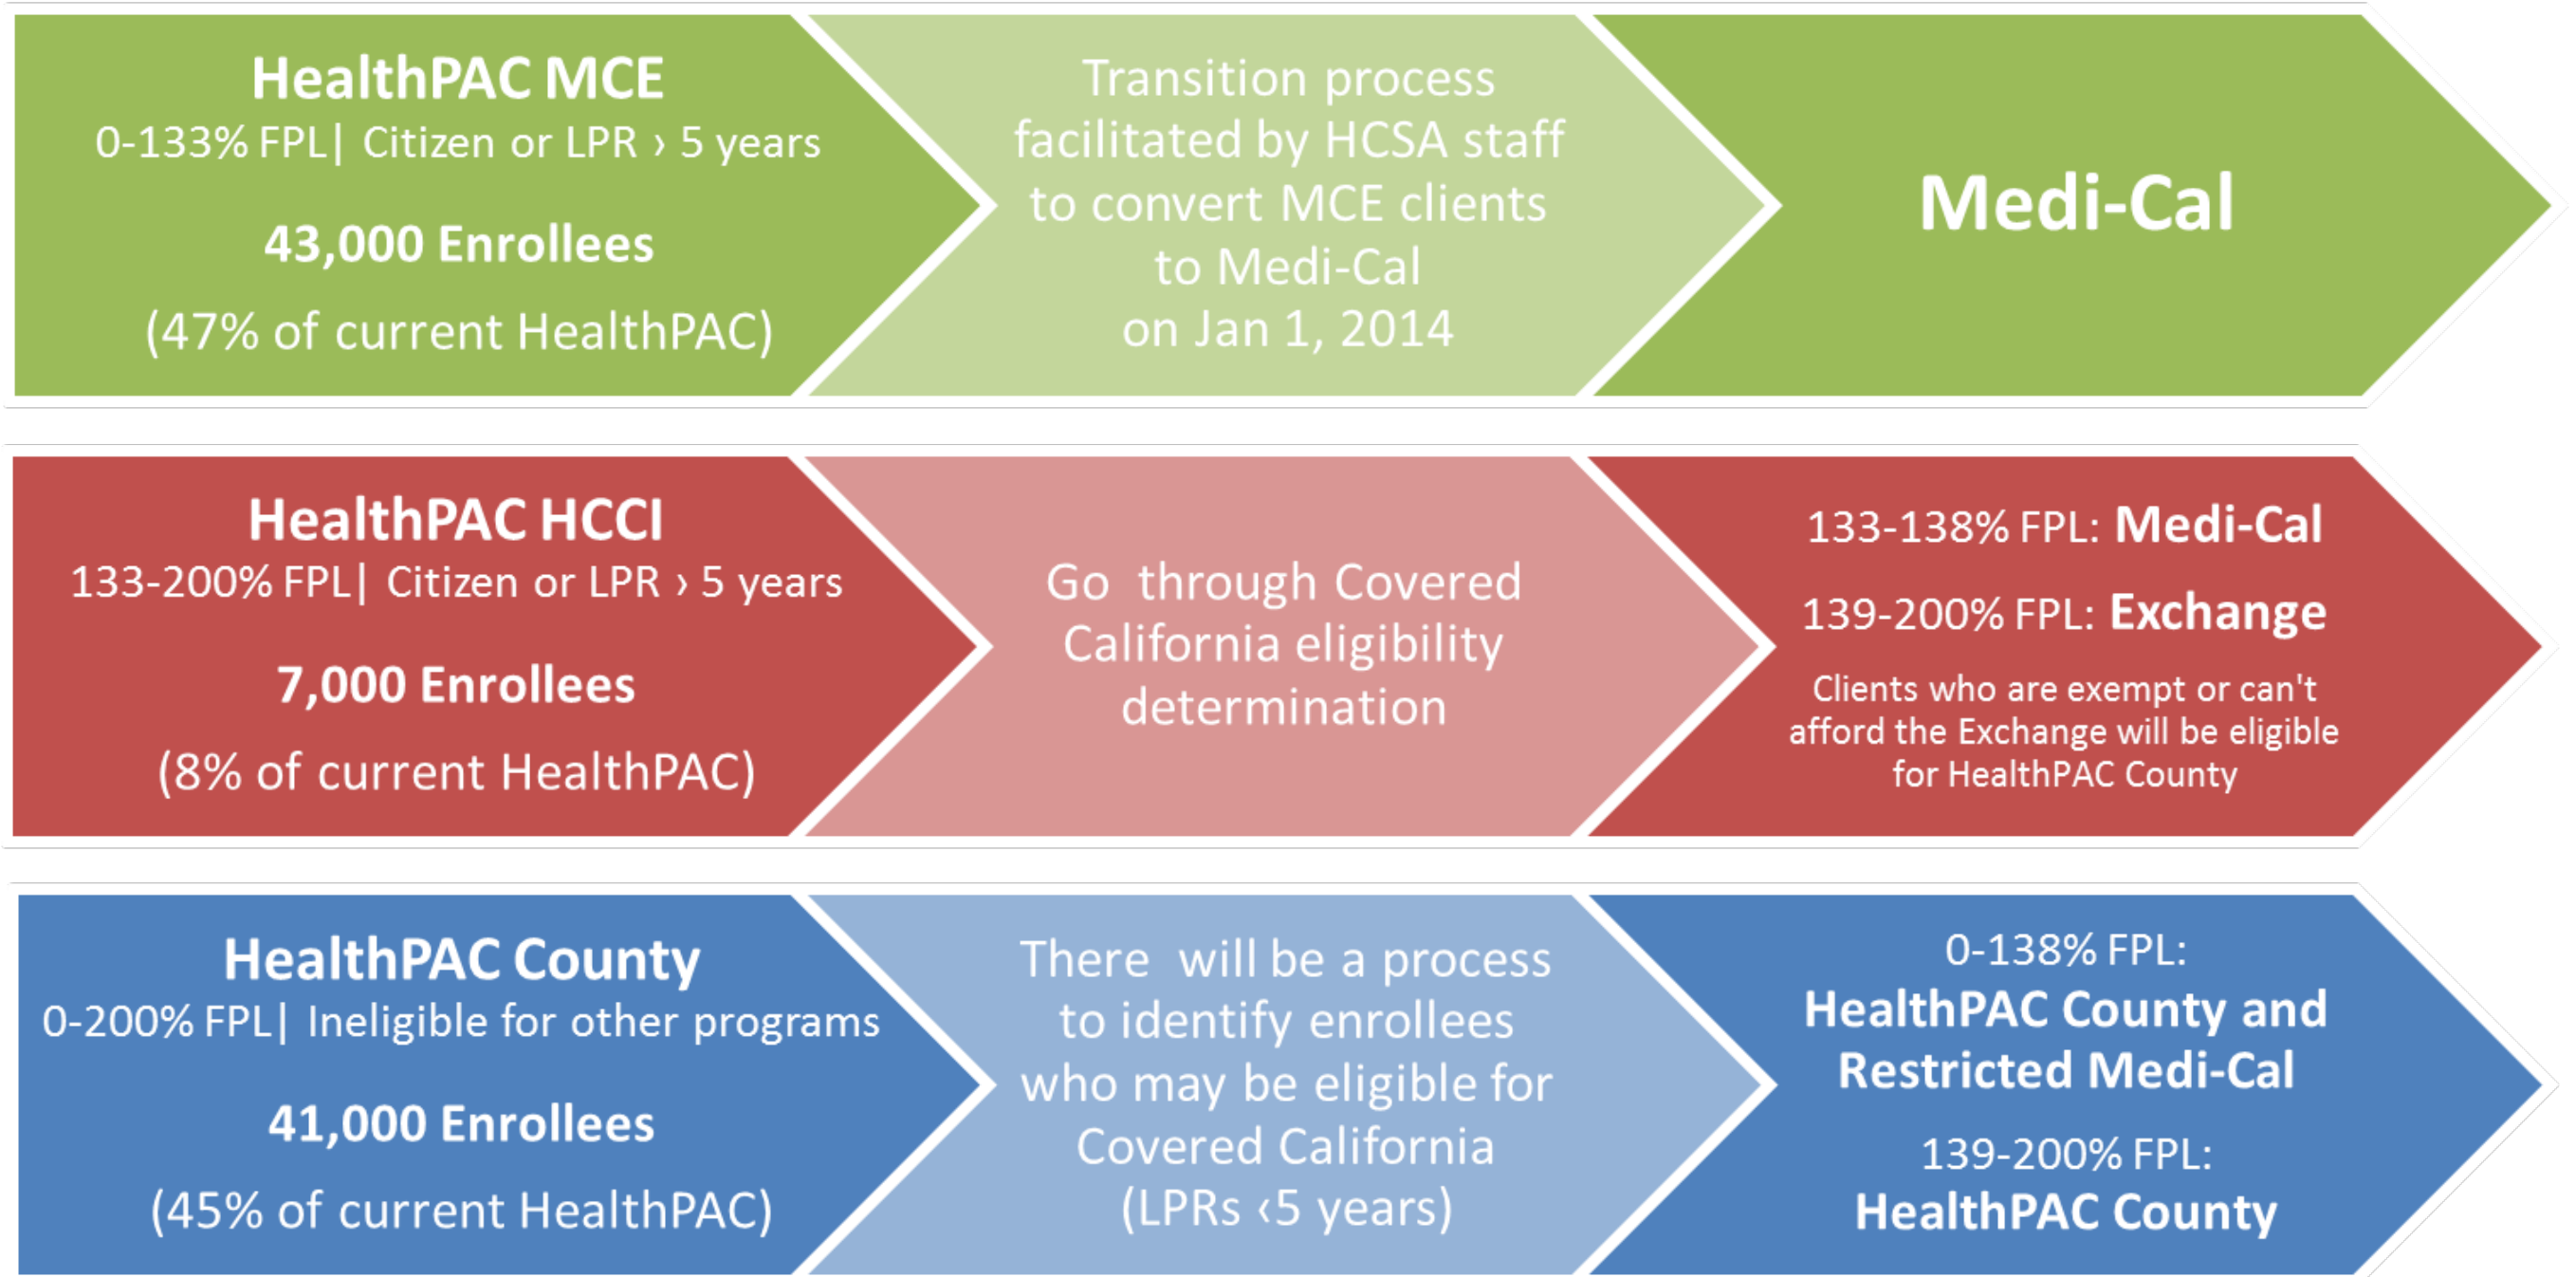 HealthPAC MCE
0-133% FPL| Citizen or LPR › 5 years
43,000 Enrollees
(47% of current HealthPAC)
Transition process
facilitated by HCSA staff
to convert MCE clients
to Medi-Cal
on Jan 1, 2014
Medi-Cal
HealthPAC HCCI
133-200% FPL| Citizen or LPR › 5 years
7,000 Enrollees
(8% of current HealthPAC)
Go through Covered
California eligibility
determination
133-138% FPL: Medi-Cal
139-200% FPL: Exchange
Clients who are exempt or can't
afford the Exchange will be eligible
for HealthPAC County
HealthPAC County
0-200% FPL| Ineligible for other programs
41,000 Enrollees
(45% of current HealthPAC)
There will be a process
to identify enrollees
who may be eligible for
Covered California
(LPRs ‹5 years)
0-138% FPL:
HealthPAC County and
Restricted Medi-Cal
139-200% FPL:
HealthPAC County